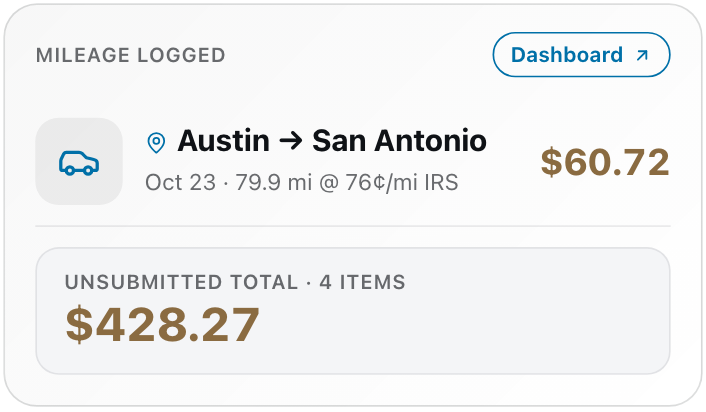 MILEAGE LOGGED
Dashboard ↗
Austin → San Antonio
$60.72
Oct 23 · 79.9 mi @ 76¢/mi IRS
UNSUBMITTED TOTAL · 4 ITEMS
$428.27